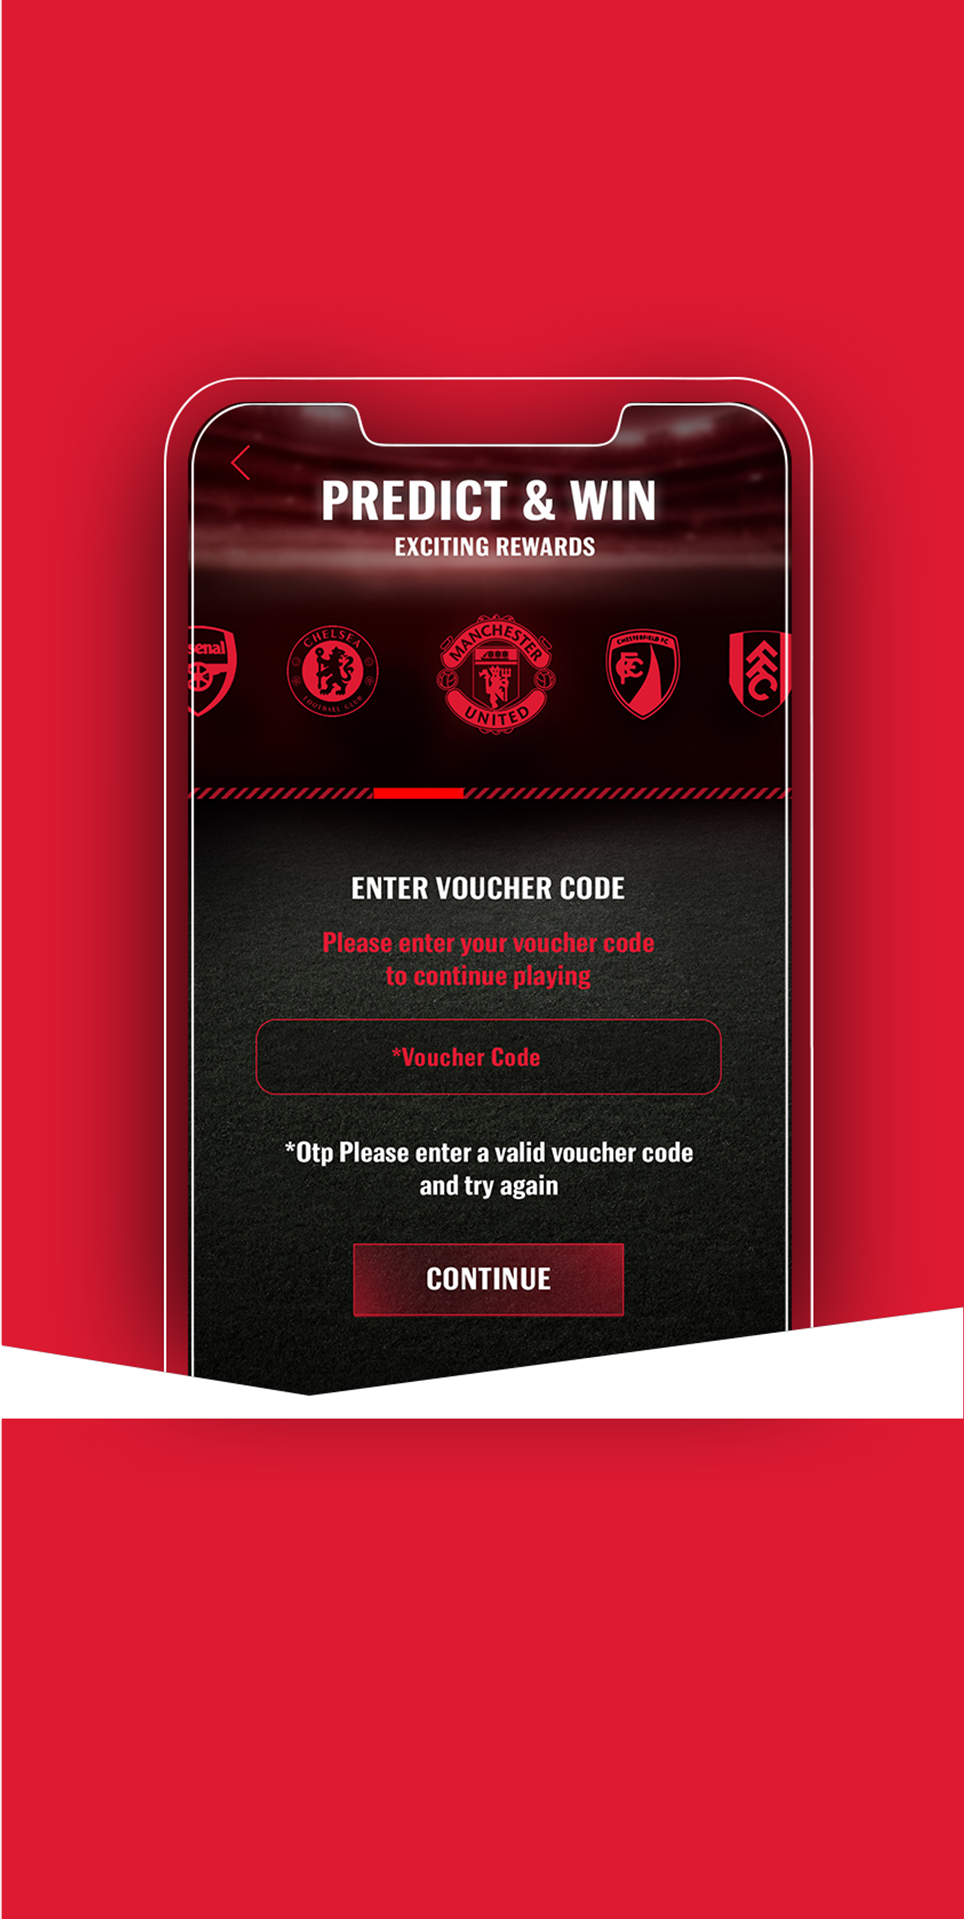 PREDICT & WIN
EXCITING REWARDS
senal
CHELSEA
FOOTBALL CLUB
MANCHESTER
UNITED
CHESTERFIELD FC
FFC
ENTER VOUCHER CODE
Please enter your voucher code
to continue playing
*Voucher Code
*Otp Please enter a valid voucher code
and try again
CONTINUE